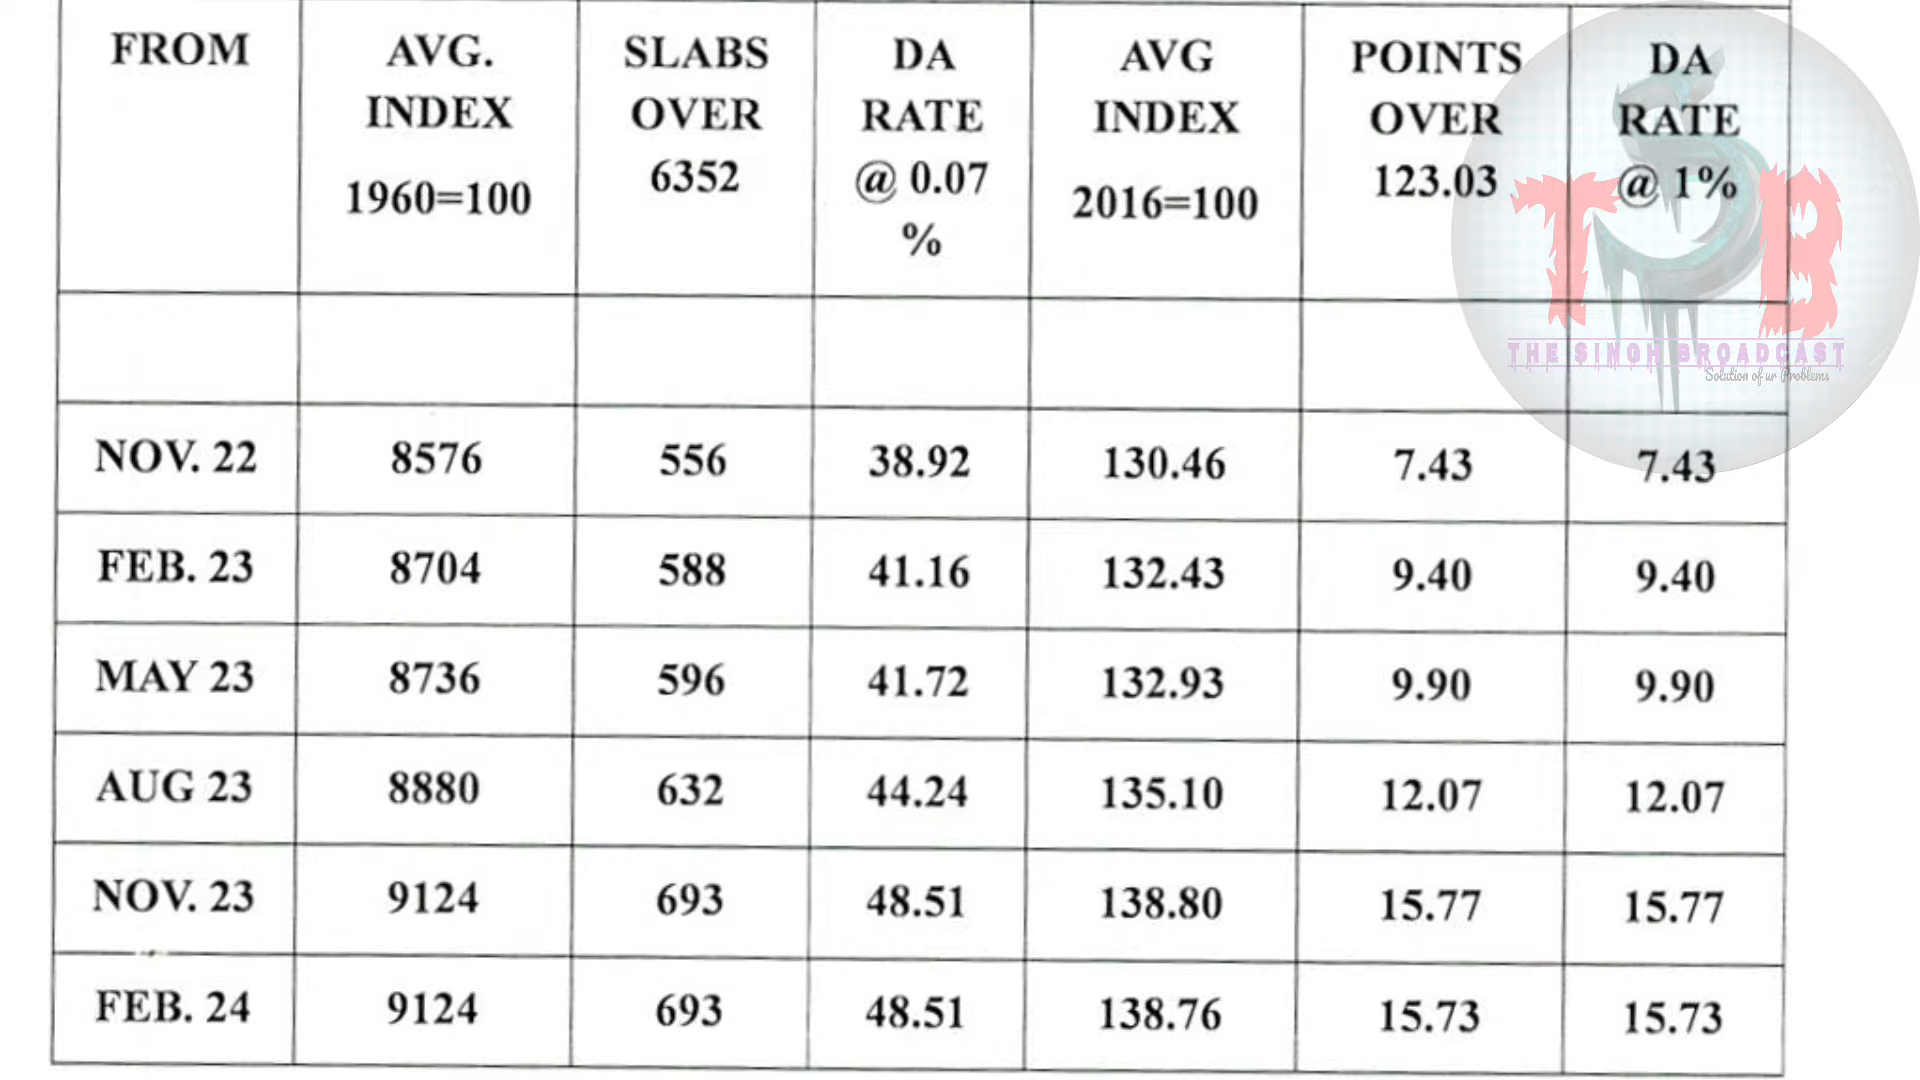 FROM AVG. INDEX 1960=100 SLABS OVER 6352 DA RATE @ 0.07 % AVG INDEX 2016=100 POINTS OVER 123.03 DA RATE @ 1%
TSB
THE SINGH BROADCAST
Solution of ur Problems
NOV. 22 8576 556 38.92 130.46 7.43 7.43
FEB. 23 8704 588 41.16 132.43 9.40 9.40
MAY 23 8736 596 41.72 132.93 9.90 9.90
AUG 23 8880 632 44.24 135.10 12.07 12.07
NOV. 23 9124 693 48.51 138.80 15.77 15.77
FEB. 24 9124 693 48.51 138.76 15.73 15.73